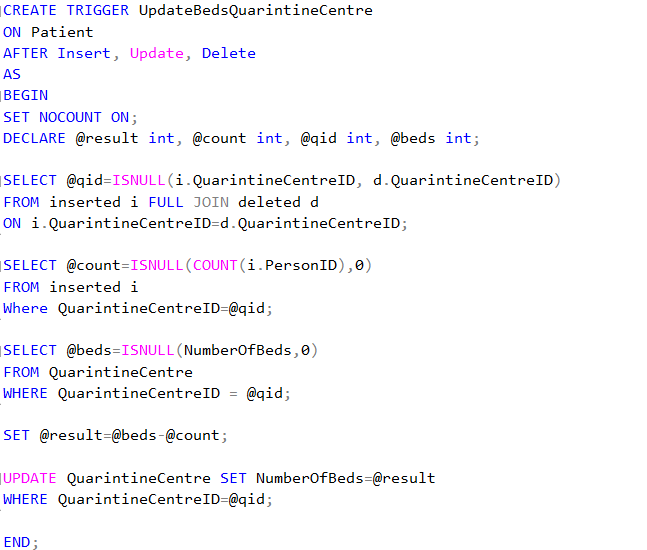 CREATE TRIGGER UpdateBedsQuarintineCentre
ON Patient
AFTER Insert, Update, Delete
AS
BEGIN
SET NOCOUNT ON;
DECLARE @result int, @count int, @qid int, @beds int;
SELECT @qid=ISNULL(i.QuarintineCentreID, d.QuarintineCentreID)
FROM inserted i FULL JOIN deleted d
ON i.QuarintineCentreID=d.QuarintineCentreID;
SELECT @count=ISNULL(COUNT(i.PersonID),0)
FROM inserted i
Where QuarintineCentreID=@qid;
SELECT @beds=ISNULL(NumberOfBeds,0)
FROM QuarintineCentre
WHERE QuarintineCentreID = @qid;
SET @result=@beds-@count;
UPDATE QuarintineCentre SET NumberOfBeds=@result
WHERE QuarintineCentreID=@qid;
END;